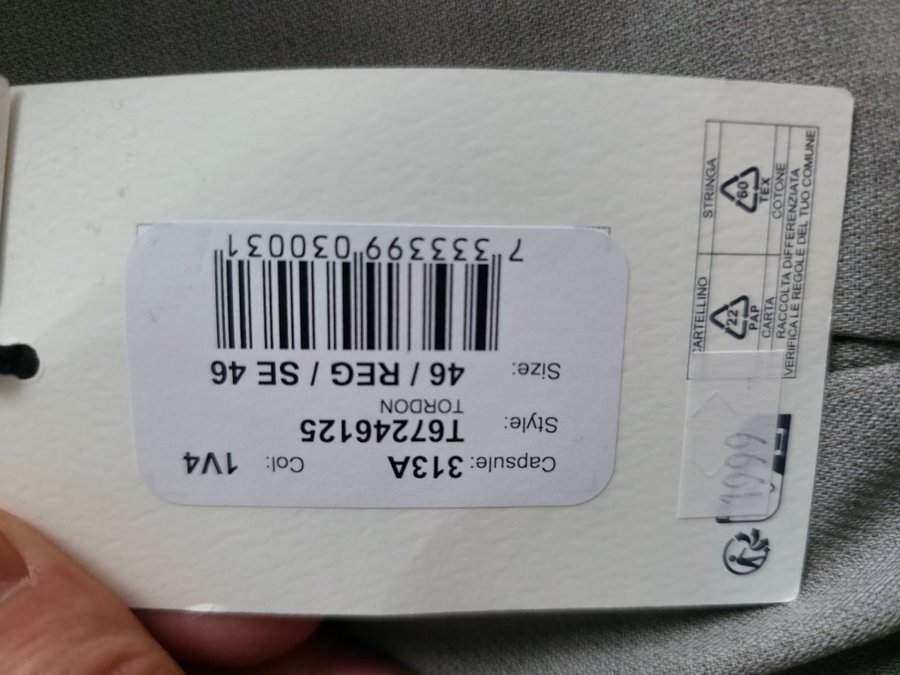 Capsule: 313A Col: 1V4
Style: T67246125
TORDON
Size: 46 / REG / SE 46
7 333399 030031
CARTELLINO STRINGA
22 60
PAP TEX
CARTA COTONE
RACCOLTA DIFFERENZIATA
VERIFICA LE REGOLE DEL TUO COMUNE
1999